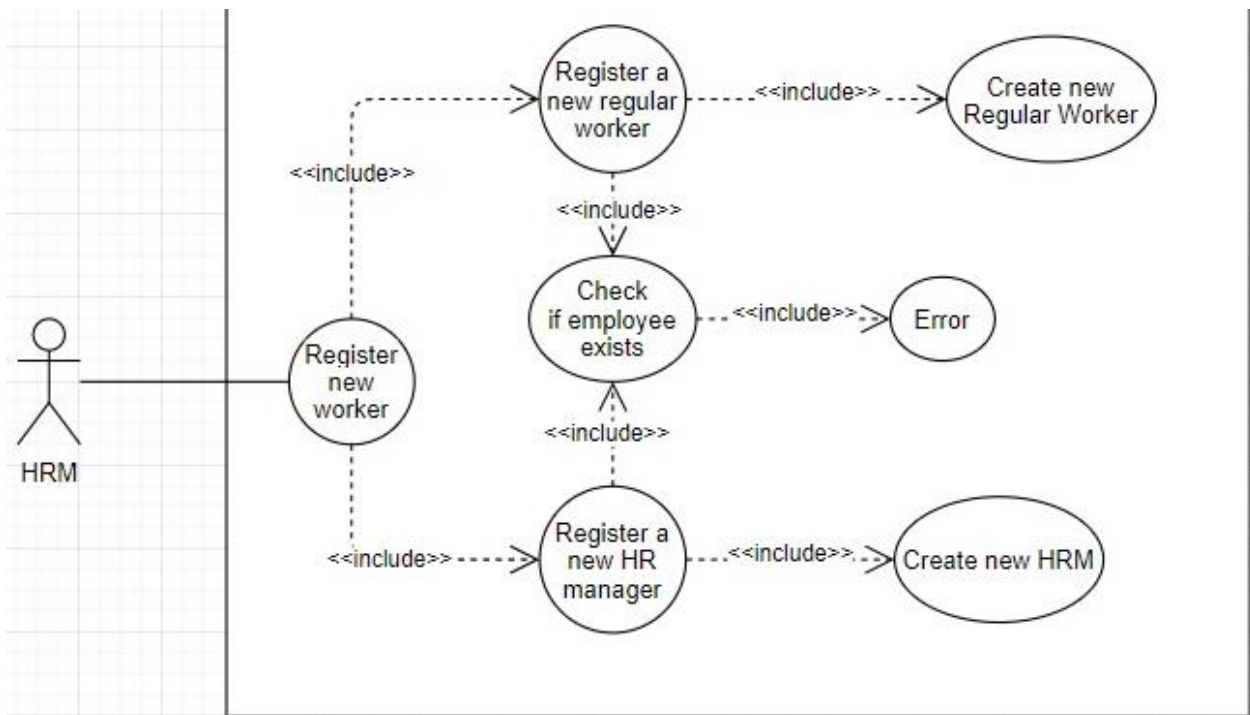 Register a
new regular
worker
<<include>>
Create new
Regular Worker
<<include>>
<<include>>
Check
if employee
exists
<<include>>
Error
Register
new
worker
HRM
<<include>>
<<include>>
Register a
new HR
manager
<<include>>
Create new HRM